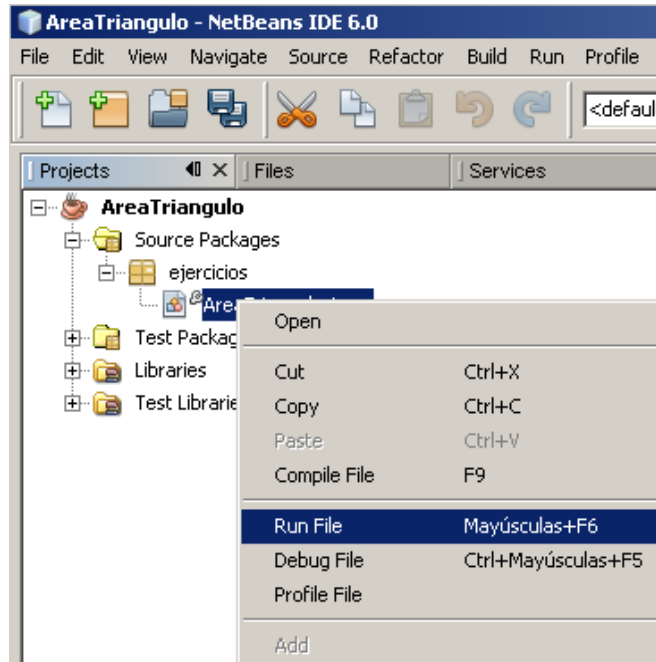 AreaTriangulo - NetBeans IDE 6.0
File Edit View Navigate Source Refactor Build Run Profile
<defaul
Projects Files Services
AreaTriangulo
Source Packages
ejercicios
Are
Test Packag
Libraries
Test Librarie
Open
Cut Ctrl+X
Copy Ctrl+C
Paste Ctrl+V
Compile File F9
Run File Mayúsculas+F6
Debug File Ctrl+Mayúsculas+F5
Profile File
Add